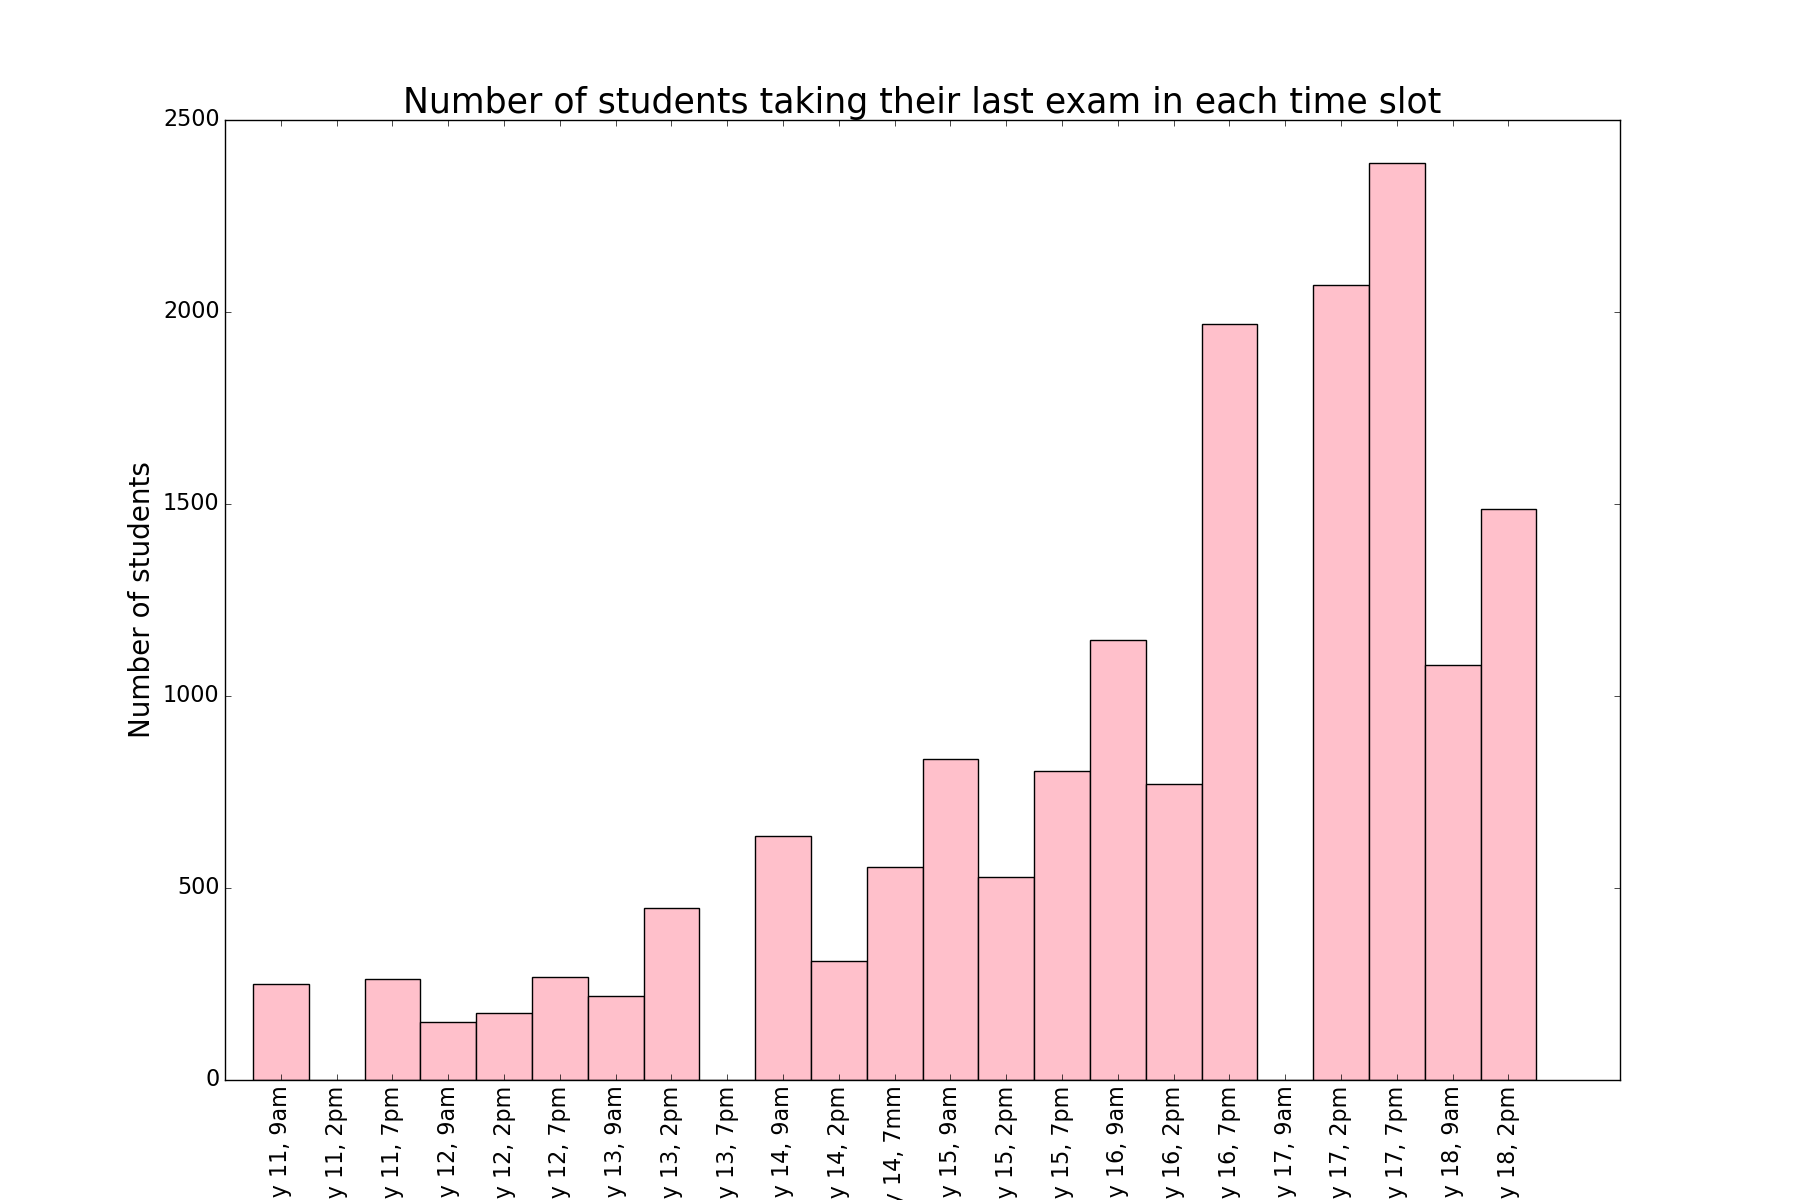 Number of students taking their last exam in each time slot
Number of students
2500
2000
1500
1000
500
0
y 11, 9am
y 11, 2pm
y 11, 7pm
y 12, 9am
y 12, 2pm
y 12, 7pm
y 13, 9am
y 13, 2pm
y 13, 7pm
y 14, 9am
y 14, 2pm
y 14, 7mm
y 15, 9am
y 15, 2pm
y 15, 7pm
y 16, 9am
y 16, 2pm
y 16, 7pm
y 17, 9am
y 17, 2pm
y 17, 7pm
y 18, 9am
y 18, 2pm